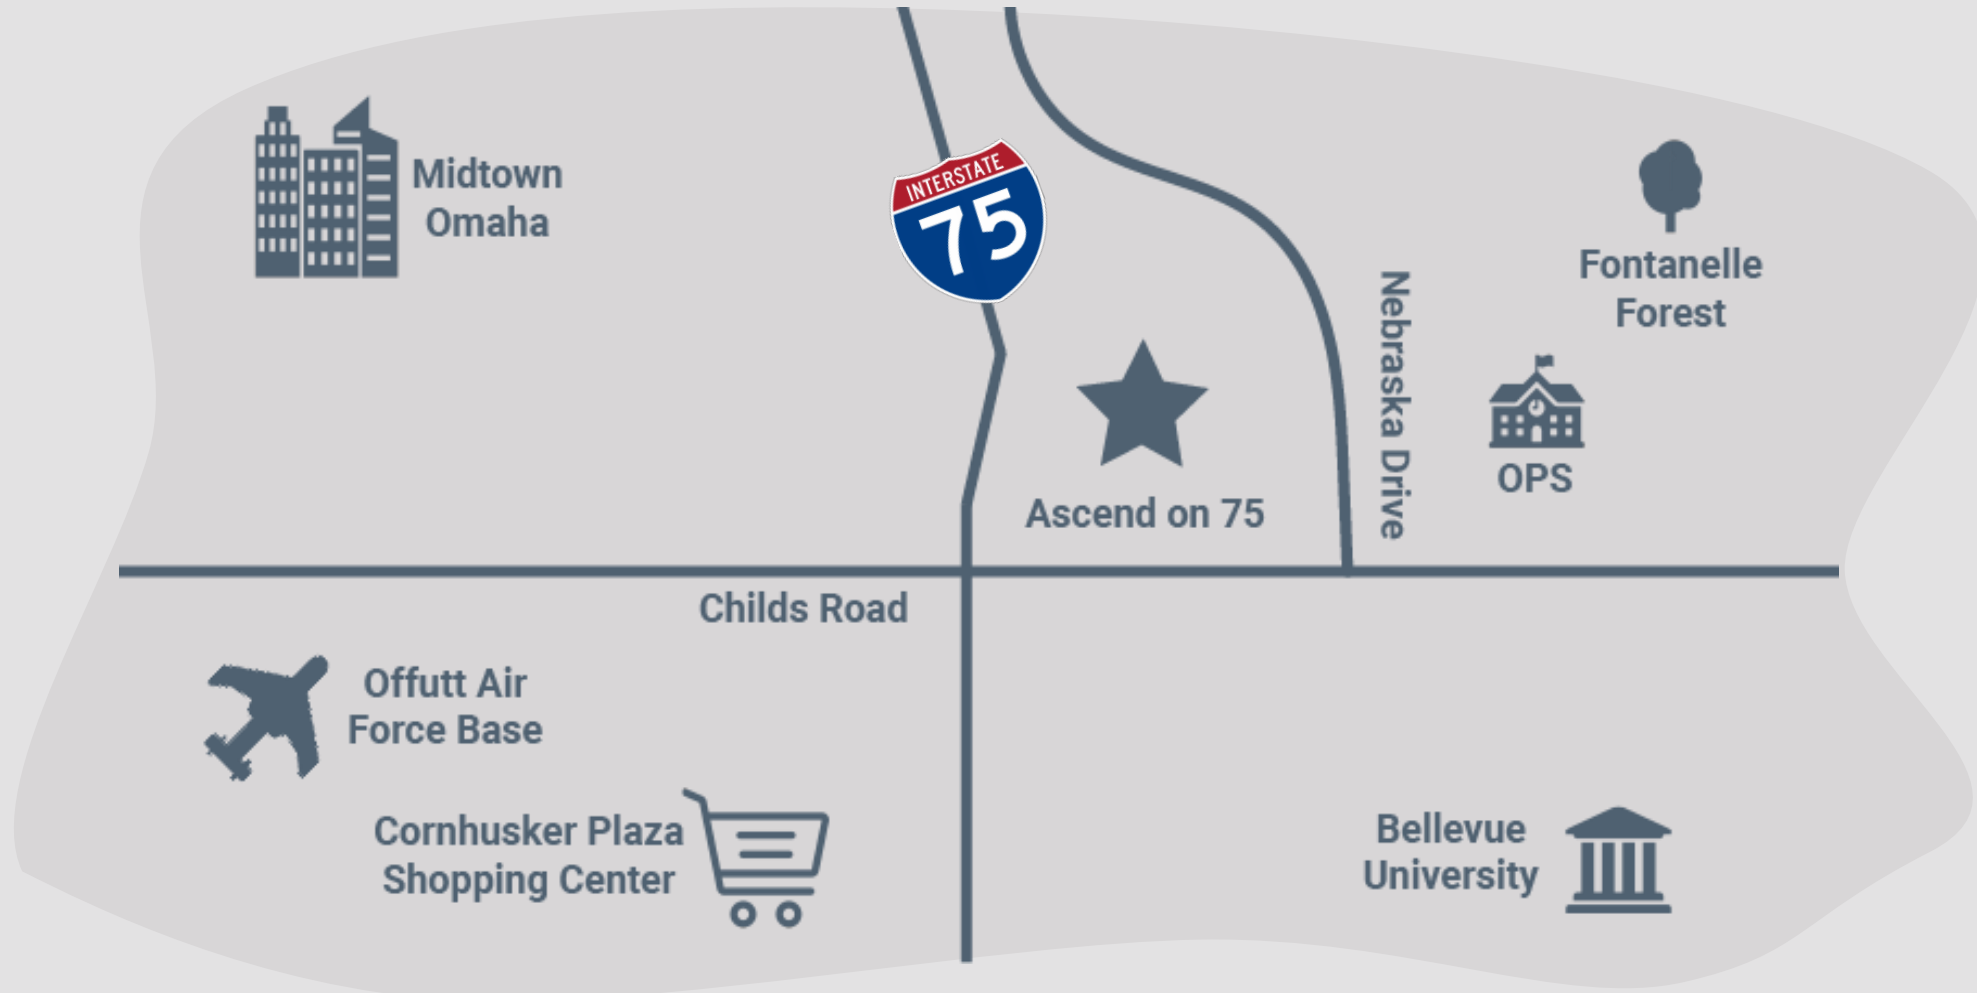 Midtown
Omaha
INTERSTATE
75
Fontanelle
Forest
Nebraska Drive
OPS
Ascend on 75
Childs Road
Offutt Air
Force Base
Cornhusker Plaza
Shopping Center
Bellevue
University